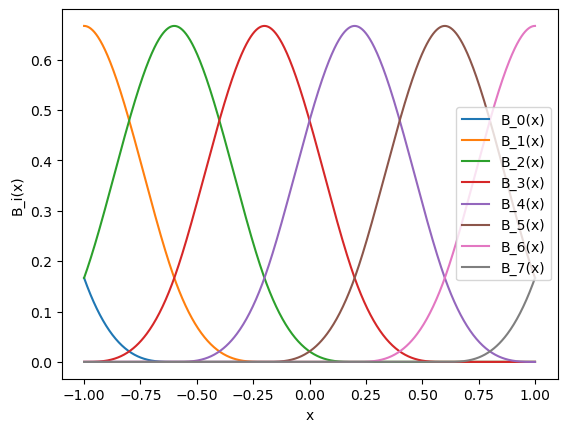 0.6
0.5
0.4
0.3
0.2
0.1
0.0
B_i(x)
B_0(x)
B_1(x)
B_2(x)
B_3(x)
B_4(x)
B_5(x)
B_6(x)
B_7(x)
−1.00 −0.75 −0.50 −0.25 0.00 0.25 0.50 0.75 1.00
x